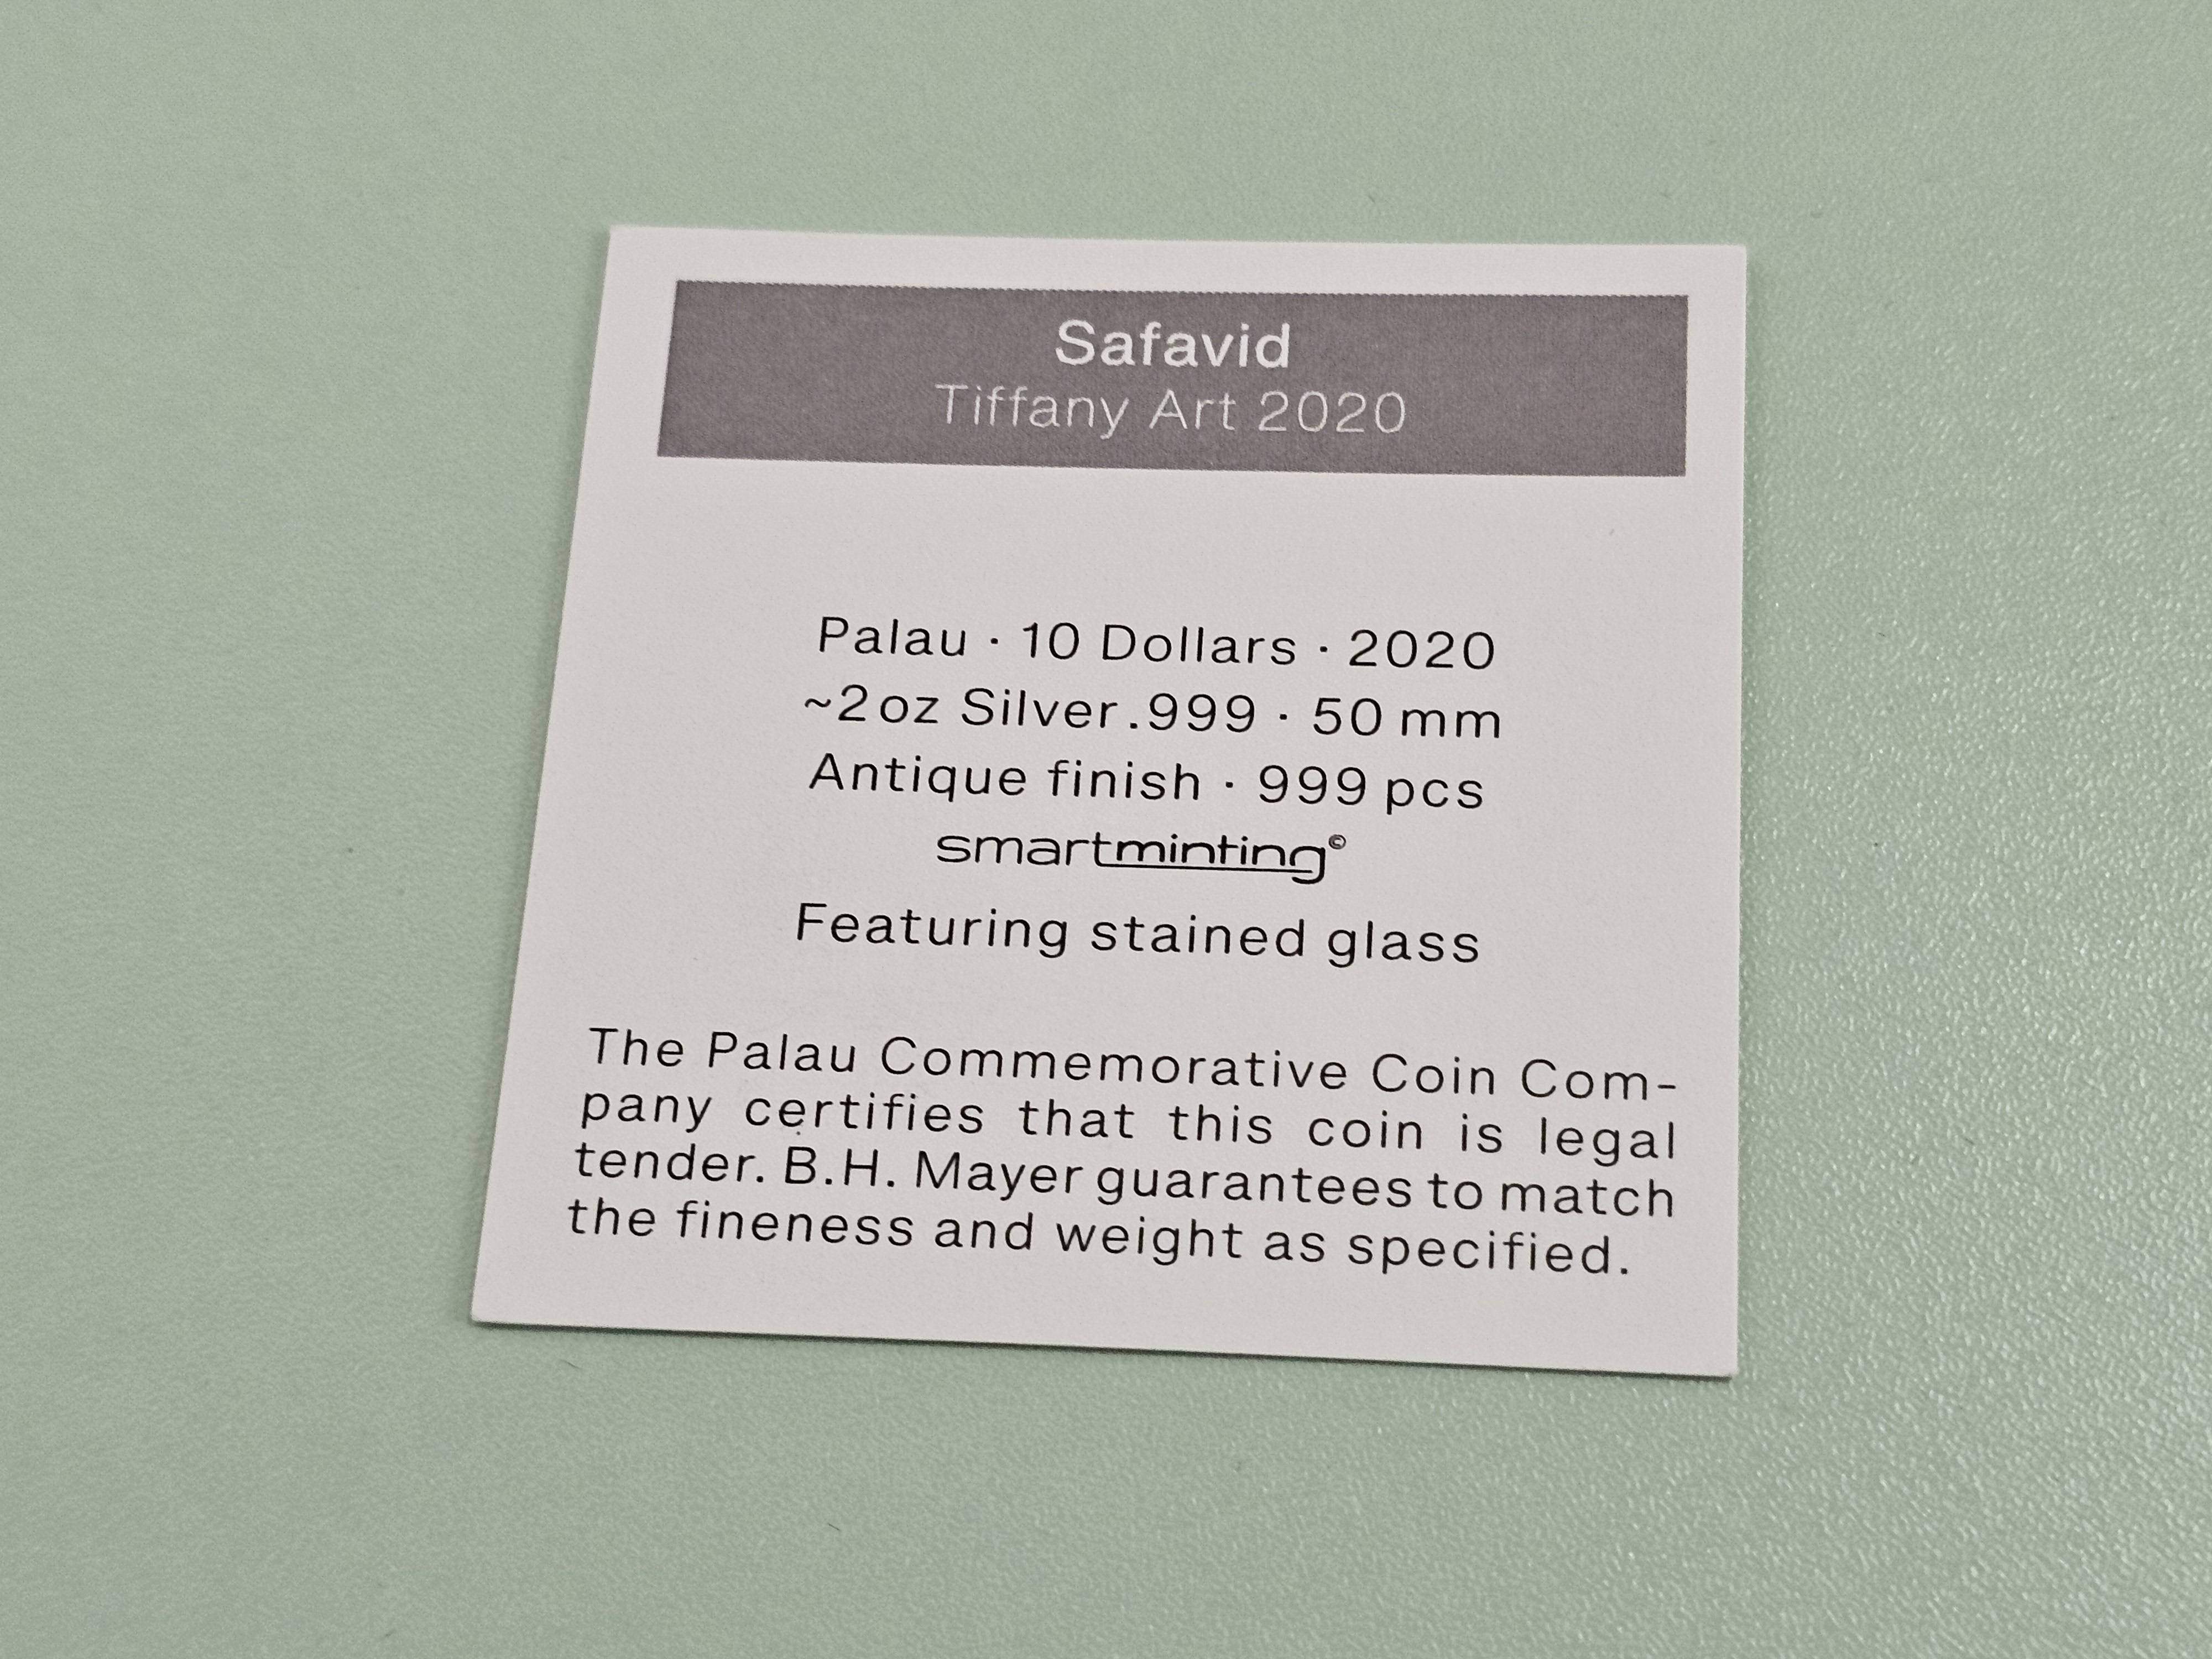 Safavid
Tiffany Art 2020
Palau · 10 Dollars · 2020
~2oz Silver .999 · 50 mm
Antique finish · 999 pcs
smartminting©
Featuring stained glass
The Palau Commemorative Coin Com-
pany certifies that this coin is legal
tender. B.H. Mayer guarantees to match
the fineness and weight as specified.